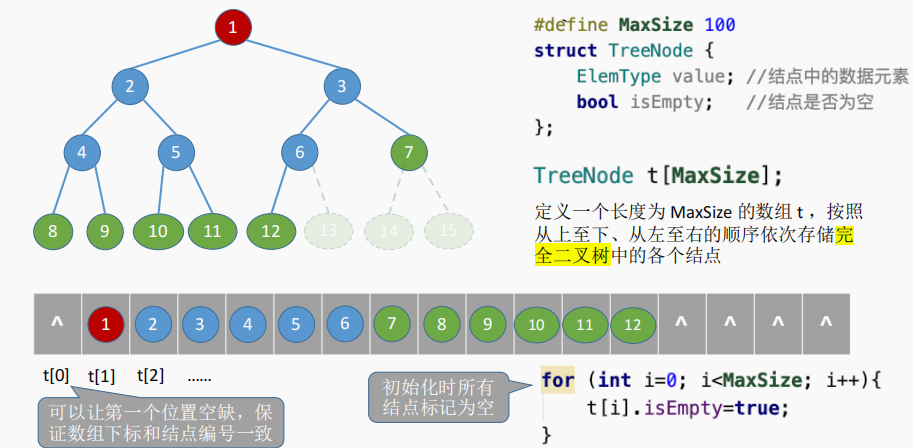 1
2 3
4 5 6 7
8 9 10 11 12 13 14 15
#define MaxSize 100
struct TreeNode {
ElemType value; //结点中的数据元素
bool isEmpty; //结点是否为空
};
TreeNode t[MaxSize];
定义一个长度为 MaxSize 的数组 t ，按照
从上至下、从左至右的顺序依次存储完
全二叉树中的各个结点
^ 1 2 3 4 5 6 7 8 9 10 11 12 ^ ^ ^ ^
t[0] t[1] t[2] ......
可以让第一个位置空缺，保
证数组下标和结点编号一致
初始化时所有
结点标记为空
for (int i=0; i<MaxSize; i++){
t[i].isEmpty=true;
}